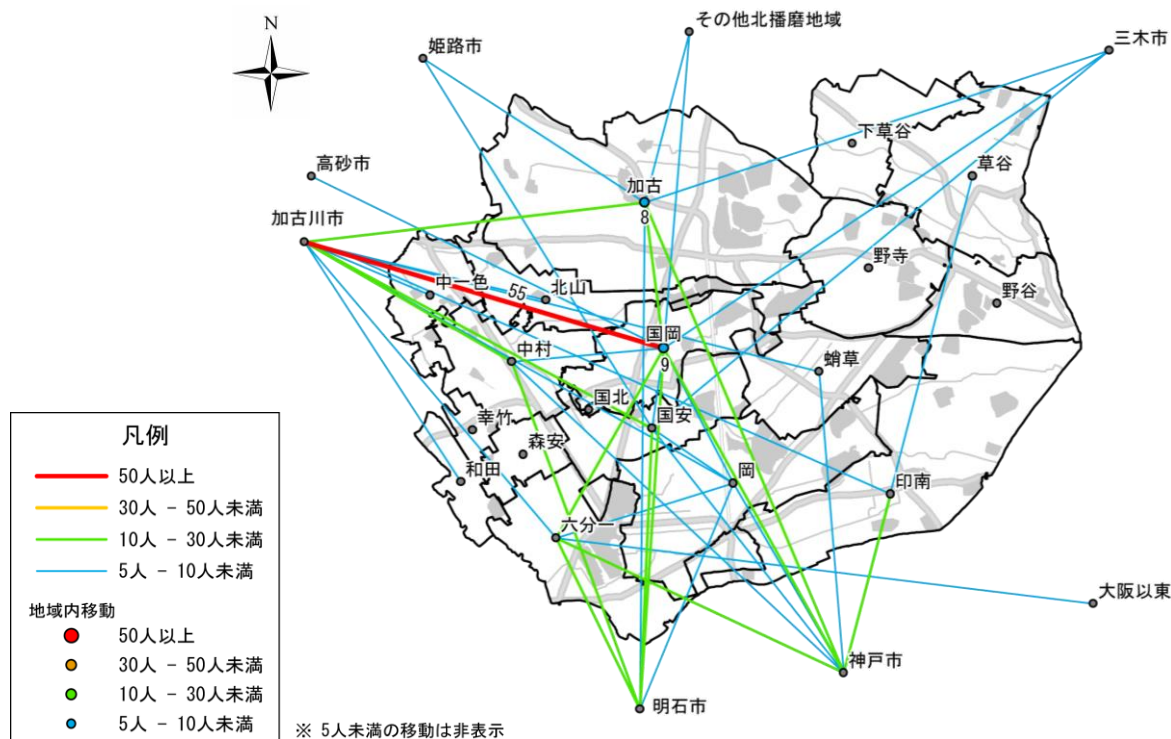 N
その他北播磨地域
姫路市
三木市
下草谷
高砂市
草谷
加古
8
加古川市
野寺
中一色
55
北山
野谷
国岡
9
中村
蛸草
国北
幸竹
国安
森安
和田
岡
印南
六分一
大阪以東
神戸市
明石市
凡例
50人以上
30人 - 50人未満
10人 - 30人未満
5人 - 10人未満
地域内移動
50人以上
30人 - 50人未満
10人 - 30人未満
5人 - 10人未満
※ 5人未満の移動は非表示